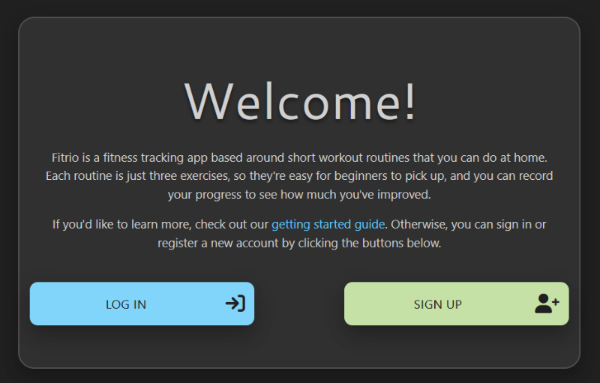 Welcome!
Fitrio is a fitness tracking app based around short workout routines that you can do at home.
Each routine is just three exercises, so they're easy for beginners to pick up, and you can record
your progress to see how much you've improved.
If you'd like to learn more, check out our getting started guide. Otherwise, you can sign in or
register a new account by clicking the buttons below.
LOG IN
SIGN UP